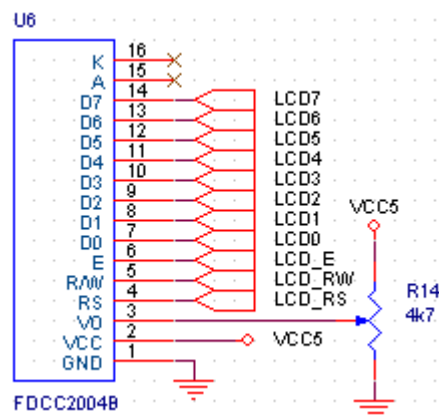 U6
K 16
A 15
D7 14 LCD7
D6 13 LCD6
D5 12 LCD5
D4 11 LCD4
D3 10 LCD3
D2 9 LCD2
D1 8 LCD1
D0 7 LCD0
E 6 LCD_E
R/W 5 LCD_RW
RS 4 LCD_RS
VO 3
VCC 2 VCC5
GND 1
FDCC2004B
VCC5
R14
4k7